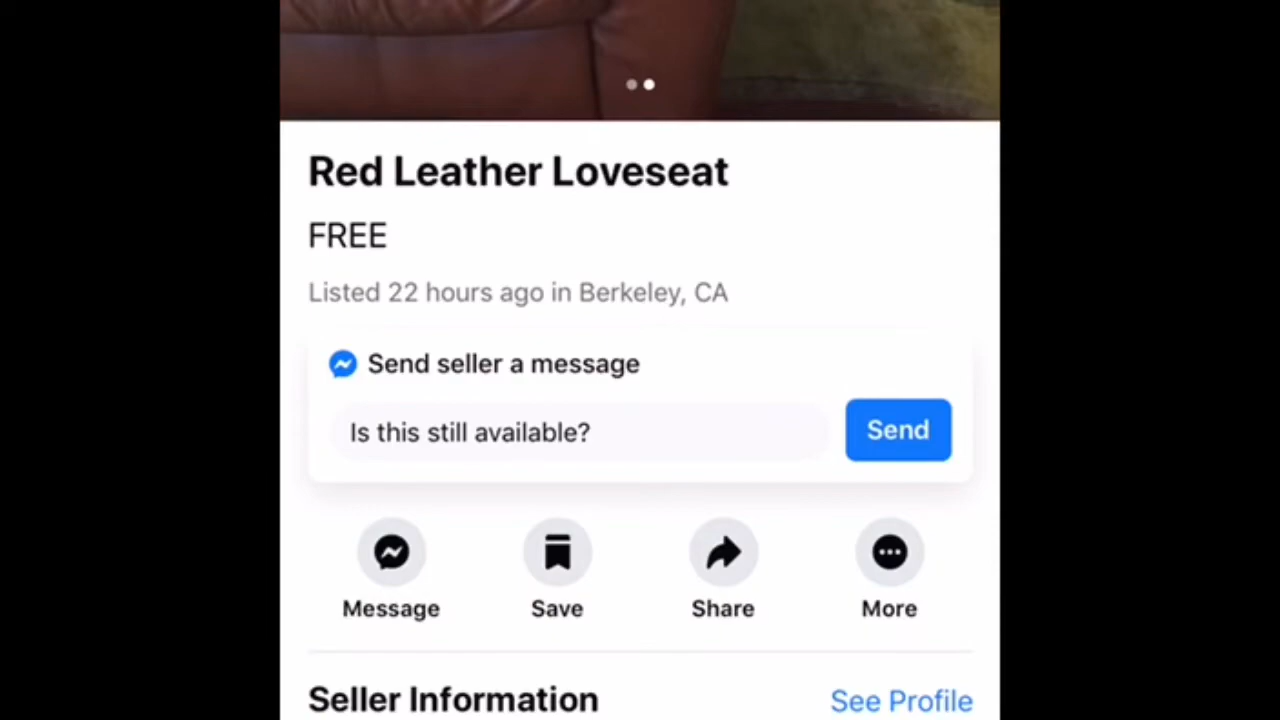 Red Leather Loveseat
FREE
Listed 22 hours ago in Berkeley, CA
Send seller a message
Is this still available?
Send
Message Save Share More
Seller Information See Profile